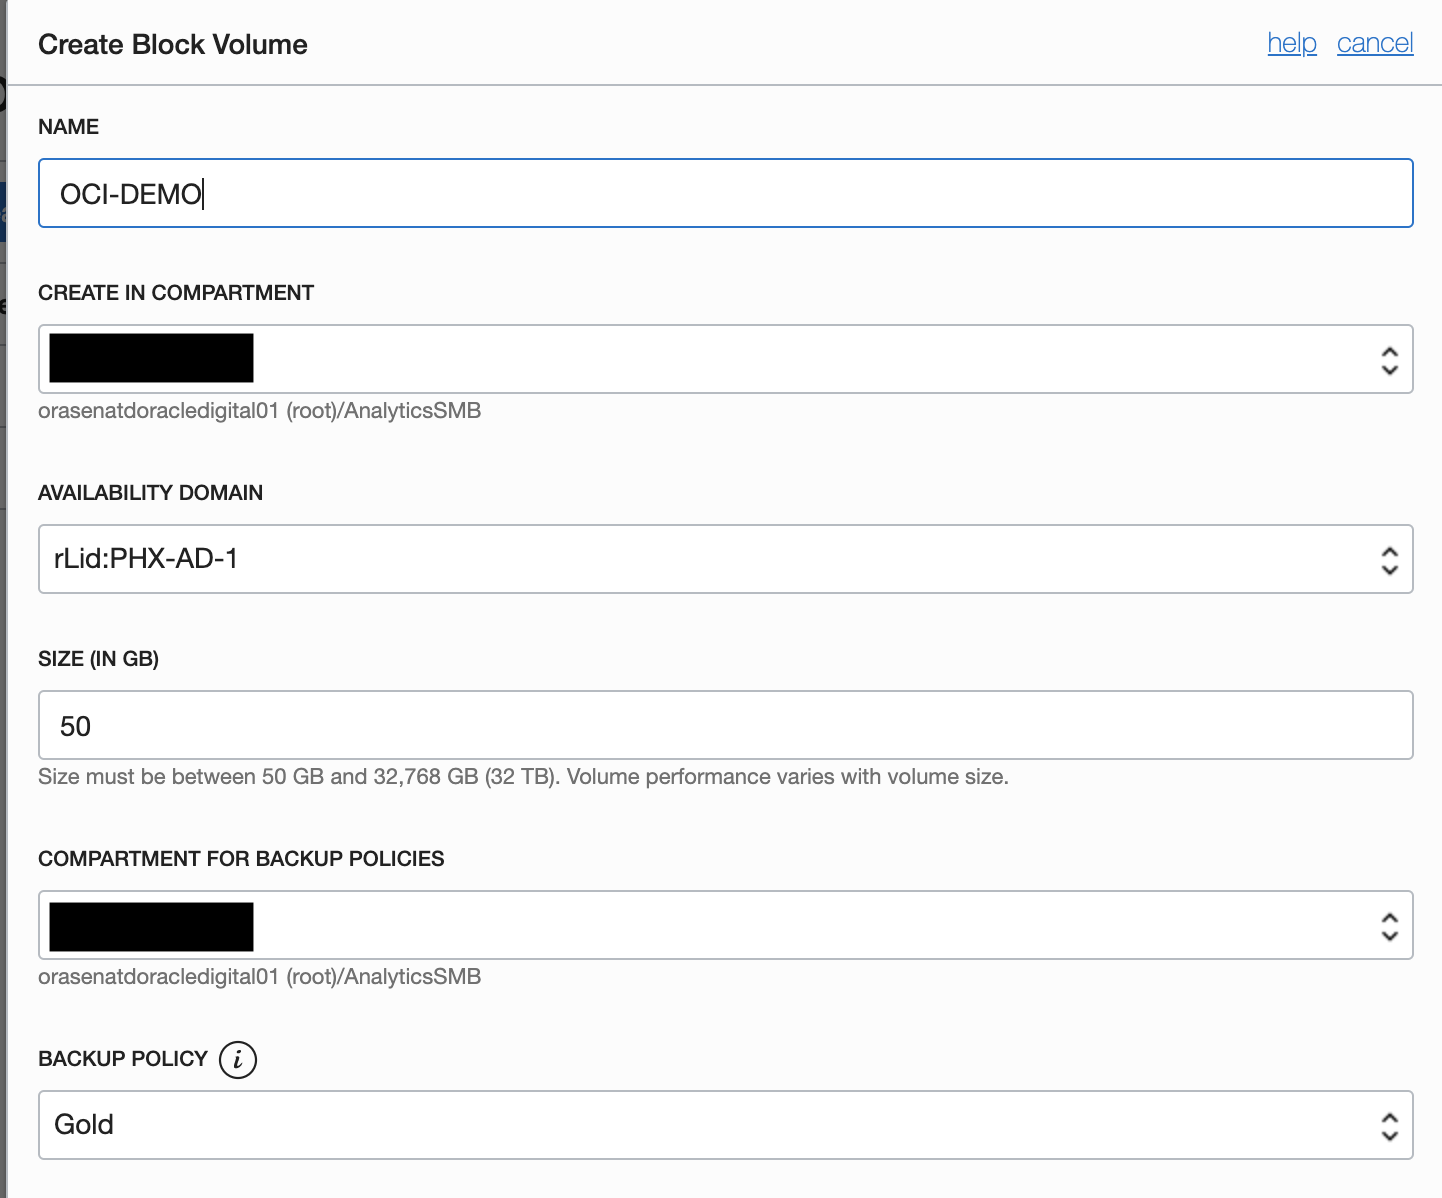 Create Block Volume help cancel
NAME
OCI-DEMO
CREATE IN COMPARTMENT
orasenatdoracledigital01 (root)/AnalyticsSMB
AVAILABILITY DOMAIN
rLid:PHX-AD-1
SIZE (IN GB)
50
Size must be between 50 GB and 32,768 GB (32 TB). Volume performance varies with volume size.
COMPARTMENT FOR BACKUP POLICIES
orasenatdoracledigital01 (root)/AnalyticsSMB
BACKUP POLICY i
Gold